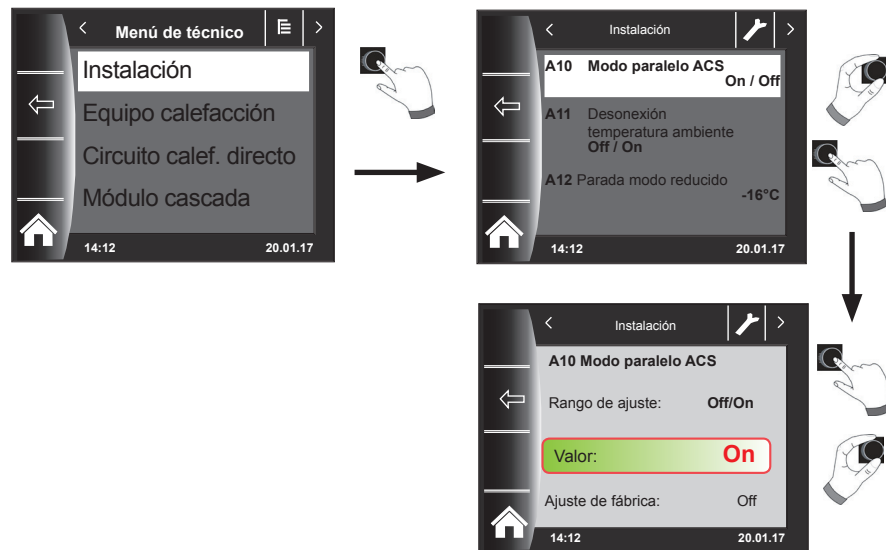 Menú de técnico
Instalación
Equipo calefacción
Circuito calef. directo
Módulo cascada
14:12 20.01.17
Instalación
A10 Modo paralelo ACS
On / Off
A11 Desonexión
temperatura ambiente
Off / On
A12 Parada modo reducido
-16°C
14:12 20.01.17
Instalación
A10 Modo paralelo ACS
Rango de ajuste: Off/On
Valor: On
Ajuste de fábrica: Off
14:12 20.01.17